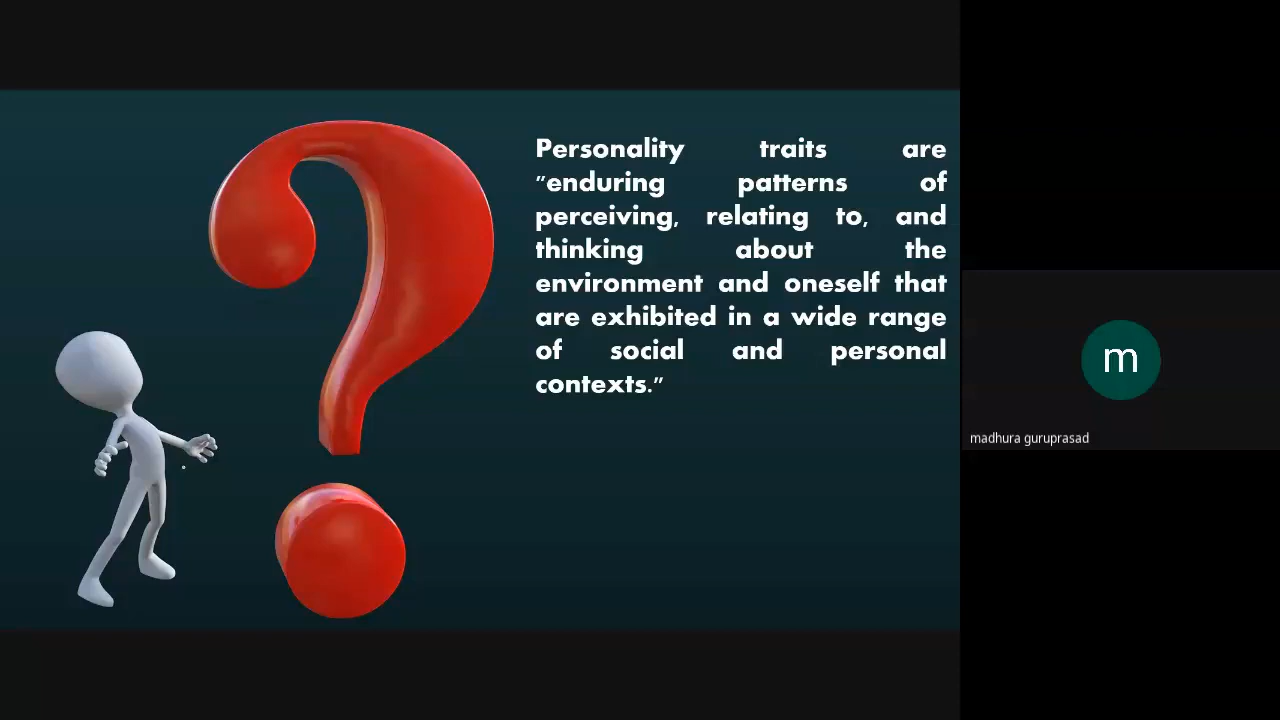 Personality traits are
"enduring patterns of
perceiving, relating to, and
thinking about the
environment and oneself that
are exhibited in a wide range
of social and personal
contexts."
m
madhura guruprasad